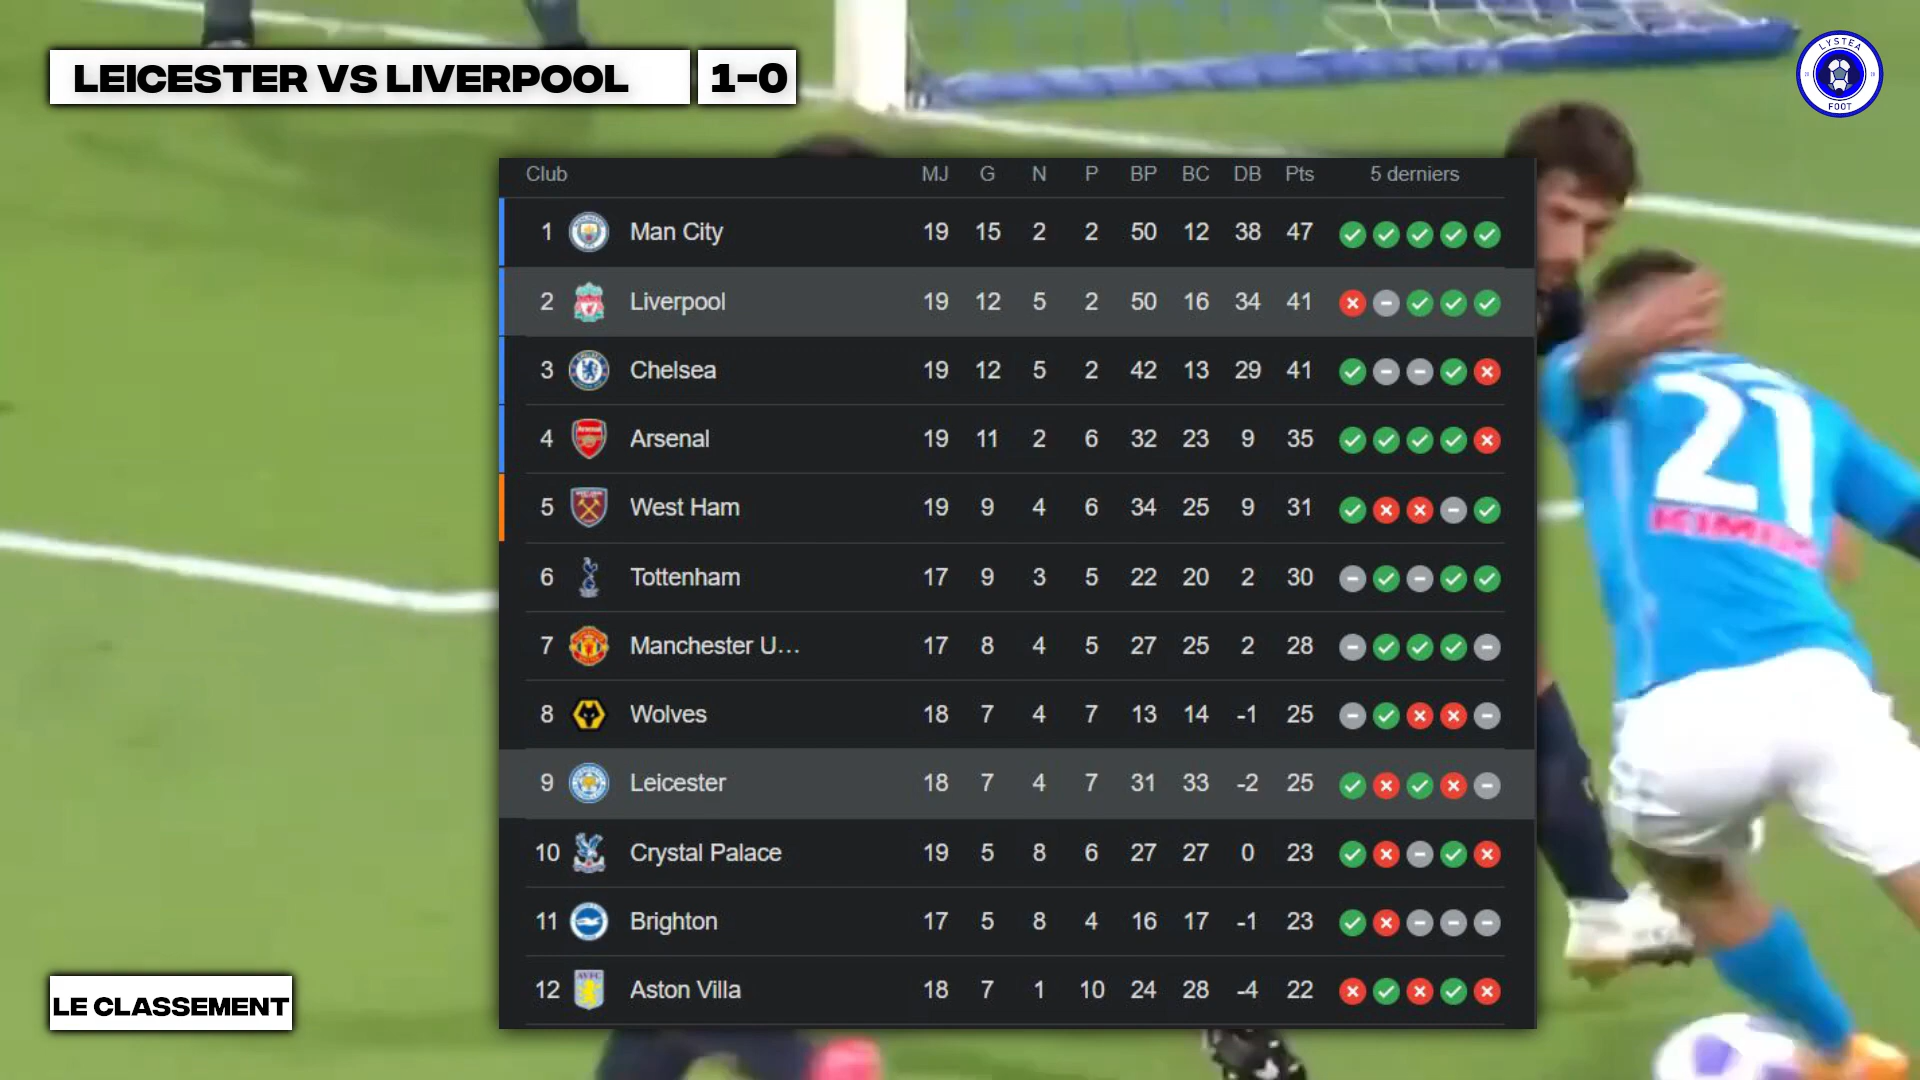 LEICESTER VS LIVERPOOL 1-0
LYSTEA
FOOT
Club MJ G N P BP BC DB Pts 5 derniers
1 Man City 19 15 2 2 50 12 38 47
2 Liverpool 19 12 5 2 50 16 34 41
3 Chelsea 19 12 5 2 42 13 29 41
4 Arsenal 19 11 2 6 32 23 9 35
5 West Ham 19 9 4 6 34 25 9 31
6 Tottenham 17 9 3 5 22 20 2 30
7 Manchester U... 17 8 4 5 27 25 2 28
8 Wolves 18 7 4 7 13 14 -1 25
9 Leicester 18 7 4 7 31 33 -2 25
10 Crystal Palace 19 5 8 6 27 27 0 23
11 Brighton 17 5 8 4 16 17 -1 23
12 Aston Villa 18 7 1 10 24 28 -4 22
21
LE CLASSEMENT